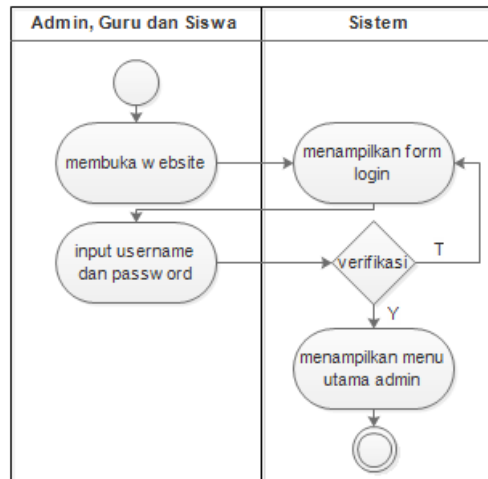 Admin, Guru dan Siswa
Sistem
membuka w ebsite
menampilkan form
login
input username
dan passw ord
verifikasi
T
Y
menampilkan menu
utama admin